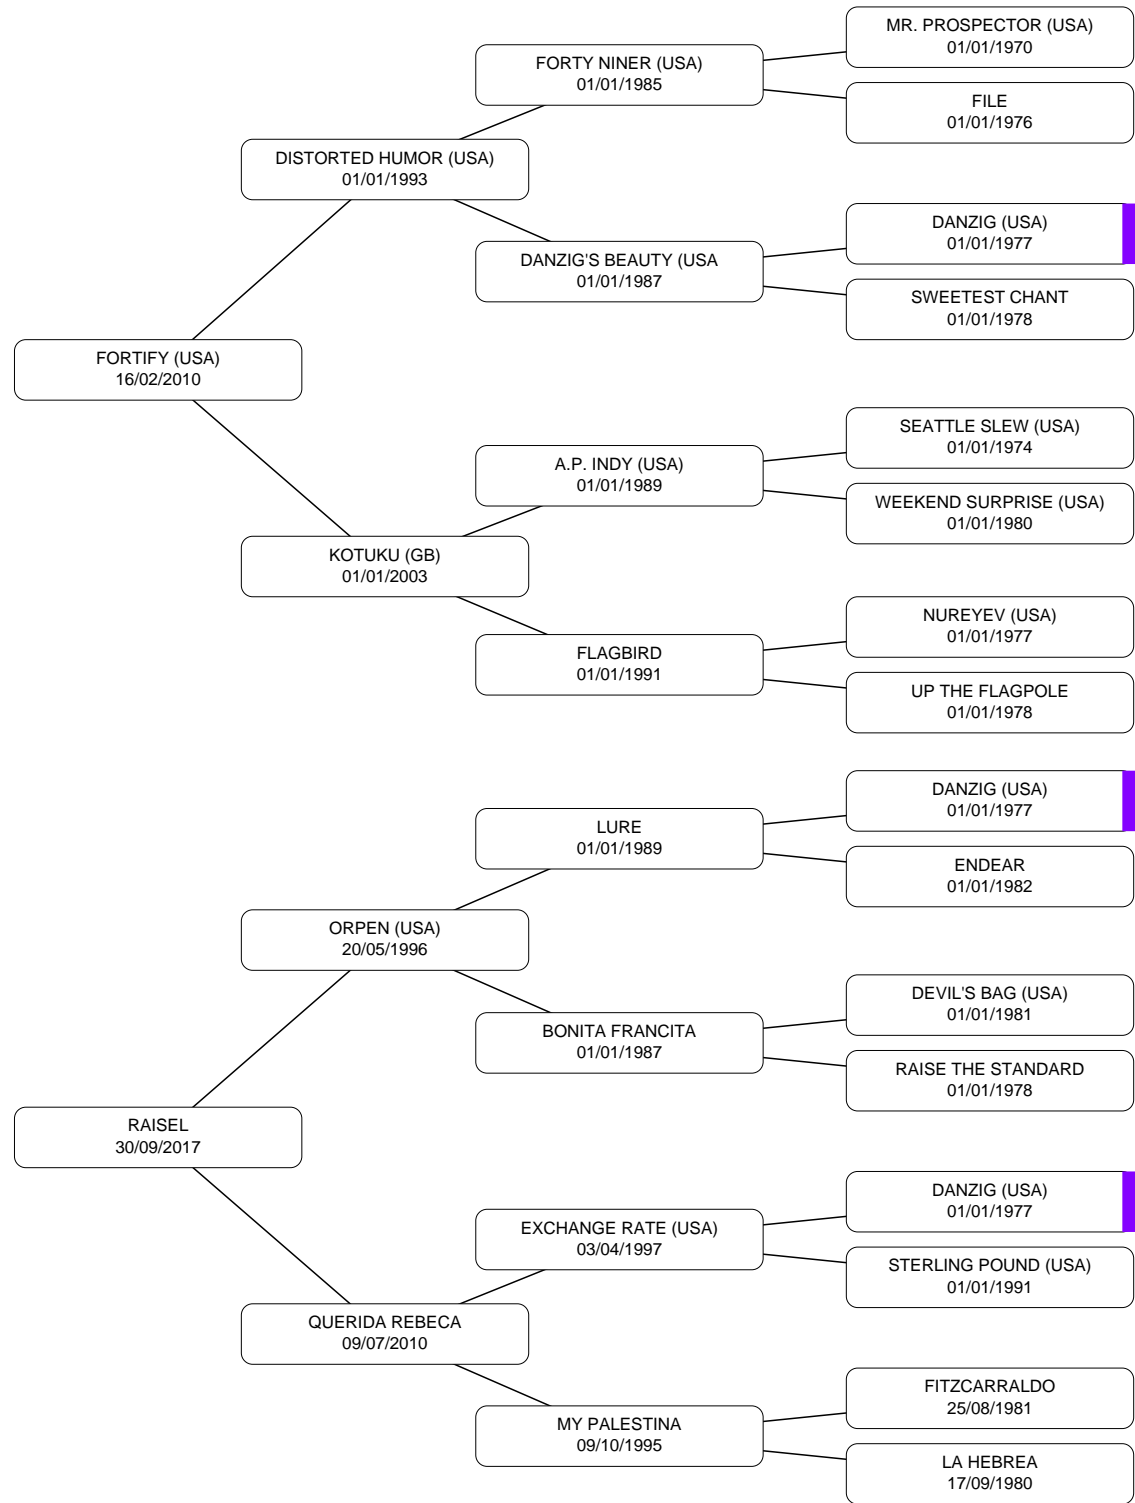 MR. PROSPECTOR (USA)
01/01/1970
FORTY NINER (USA)
01/01/1985
FILE
01/01/1976
DISTORTED HUMOR (USA)
01/01/1993
DANZIG (USA)
01/01/1977
DANZIG'S BEAUTY (USA
01/01/1987
SWEETEST CHANT
01/01/1978
FORTIFY (USA)
16/02/2010
SEATTLE SLEW (USA)
01/01/1974
A.P. INDY (USA)
01/01/1989
WEEKEND SURPRISE (USA)
01/01/1980
KOTUKU (GB)
01/01/2003
NUREYEV (USA)
01/01/1977
FLAGBIRD
01/01/1991
UP THE FLAGPOLE
01/01/1978
DANZIG (USA)
01/01/1977
LURE
01/01/1989
ENDEAR
01/01/1982
ORPEN (USA)
20/05/1996
DEVIL'S BAG (USA)
01/01/1981
BONITA FRANCITA
01/01/1987
RAISE THE STANDARD
01/01/1978
RAISEL
30/09/2017
DANZIG (USA)
01/01/1977
EXCHANGE RATE (USA)
03/04/1997
STERLING POUND (USA)
01/01/1991
QUERIDA REBECA
09/07/2010
FITZCARRALDO
25/08/1981
MY PALESTINA
09/10/1995
LA HEBREA
17/09/1980